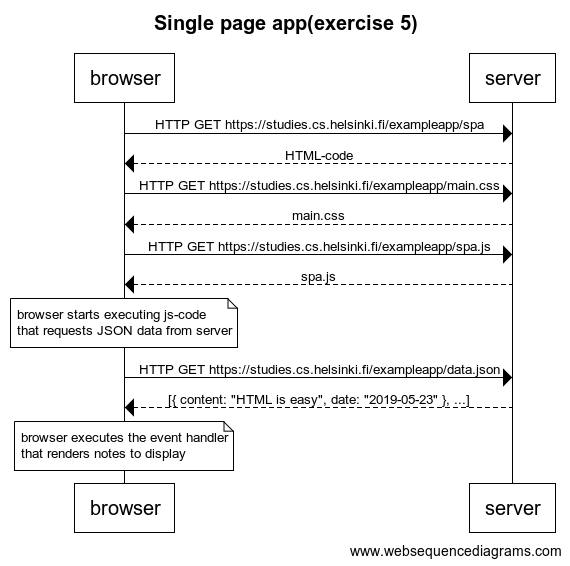 Single page app(exercise 5)
browser
server
HTTP GET https://studies.cs.helsinki.fi/exampleapp/spa
HTML-code
HTTP GET https://studies.cs.helsinki.fi/exampleapp/main.css
main.css
HTTP GET https://studies.cs.helsinki.fi/exampleapp/spa.js
spa.js
browser starts executing js-code
that requests JSON data from server
HTTP GET https://studies.cs.helsinki.fi/exampleapp/data.json
[{ content: "HTML is easy", date: "2019-05-23" }, ...]
browser executes the event handler
that renders notes to display
browser
server
www.websequencediagrams.com